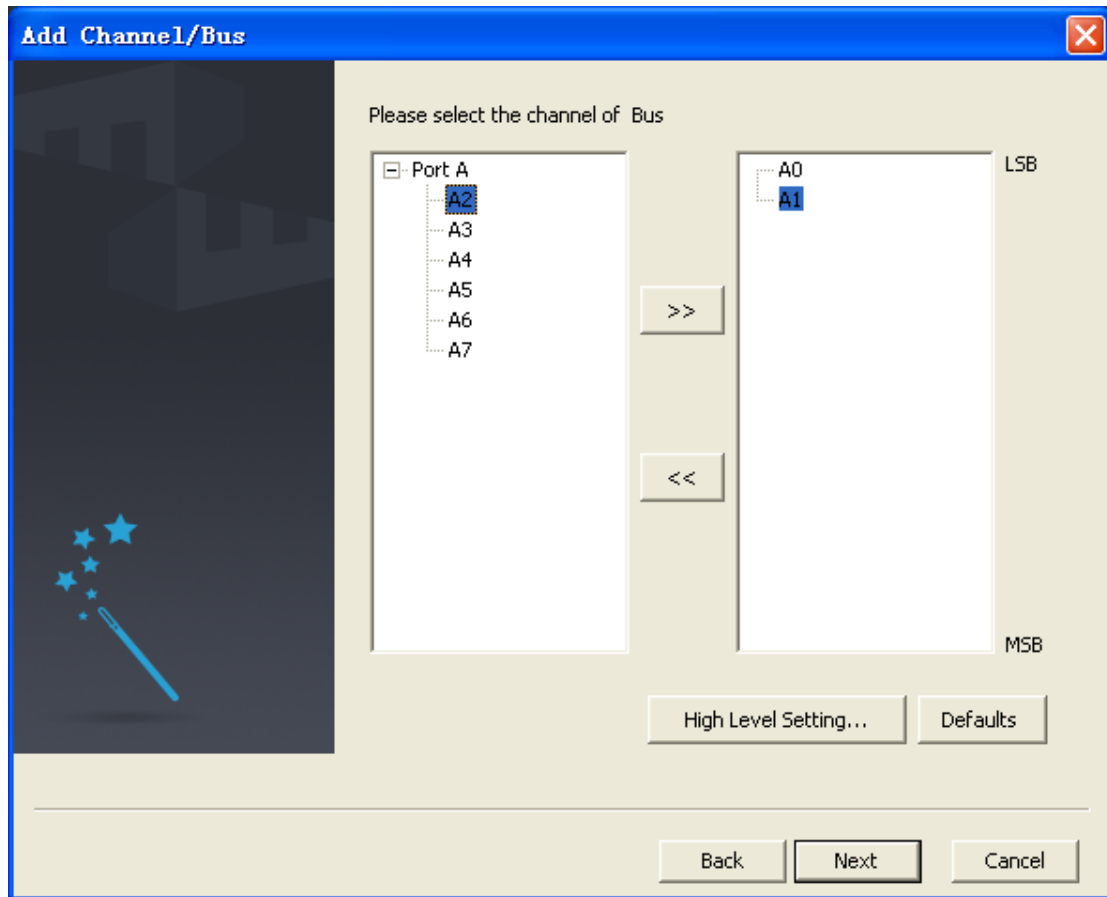 Add Channel/Bus
Please select the channel of Bus
Port A
A2
A3
A4
A5
A6
A7
>>
<<
A0
A1
LSB
MSB
High Level Setting...
Defaults
Back
Next
Cancel